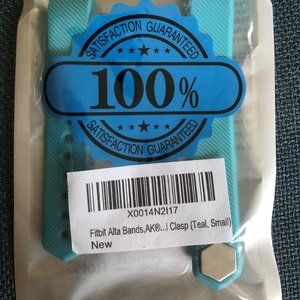 SATISFACTION GUARANTEED
100%
SATISFACTION GUARANTEED
X0014N2I17
Fitbit Alta Bands,AK®...l Clasp (Teal, Small)
New